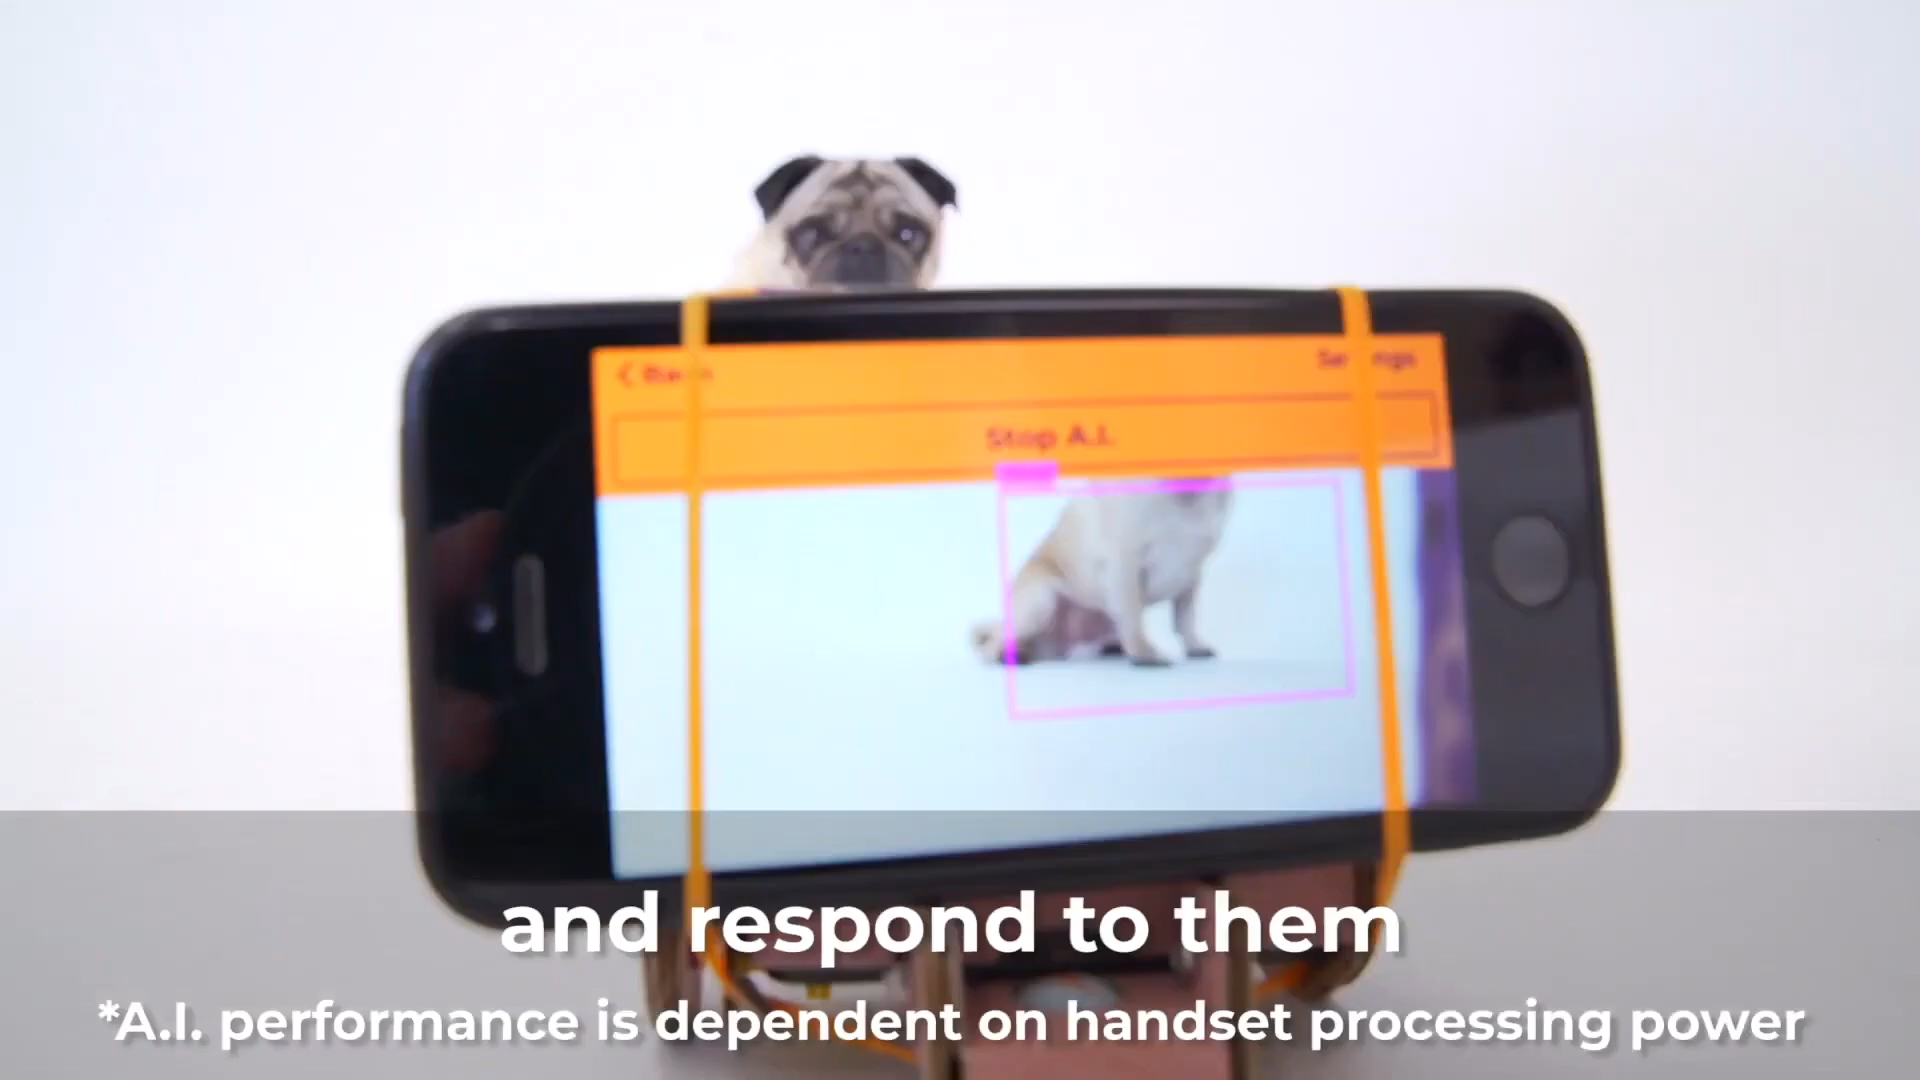 Stop A.I.
and respond to them
*A.I. performance is dependent on handset processing power